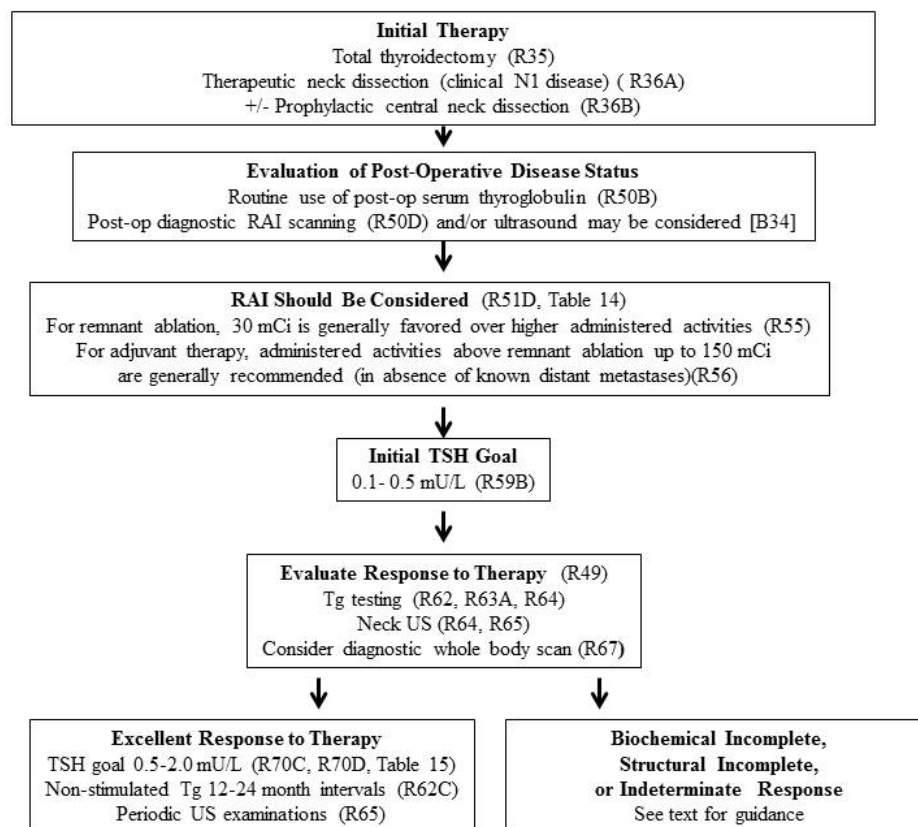 Initial Therapy
Total thyroidectomy (R35)
Therapeutic neck dissection (clinical N1 disease) ( R36A)
+/- Prophylactic central neck dissection (R36B)
Evaluation of Post-Operative Disease Status
Routine use of post-op serum thyroglobulin (R50B)
Post-op diagnostic RAI scanning (R50D) and/or ultrasound may be considered [B34]
RAI Should Be Considered (R51D, Table 14)
For remnant ablation, 30 mCi is generally favored over higher administered activities (R55)
For adjuvant therapy, administered activities above remnant ablation up to 150 mCi
are generally recommended (in absence of known distant metastases)(R56)
Initial TSH Goal
0.1- 0.5 mU/L (R59B)
Evaluate Response to Therapy (R49)
Tg testing (R62, R63A, R64)
Neck US (R64, R65)
Consider diagnostic whole body scan (R67)
Excellent Response to Therapy
TSH goal 0.5-2.0 mU/L (R70C, R70D, Table 15)
Non-stimulated Tg 12-24 month intervals (R62C)
Periodic US examinations (R65)
Biochemical Incomplete,
Structural Incomplete,
or Indeterminate Response
See text for guidance